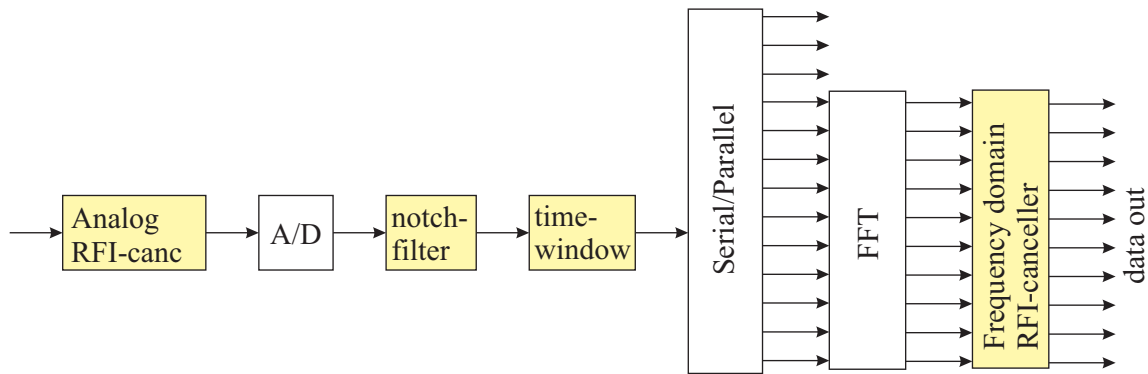 Analog
RFI-canc
A/D
notch-
filter
time-
window
Serial/Parallel
FFT
Frequency domain
RFI-canceller
data out